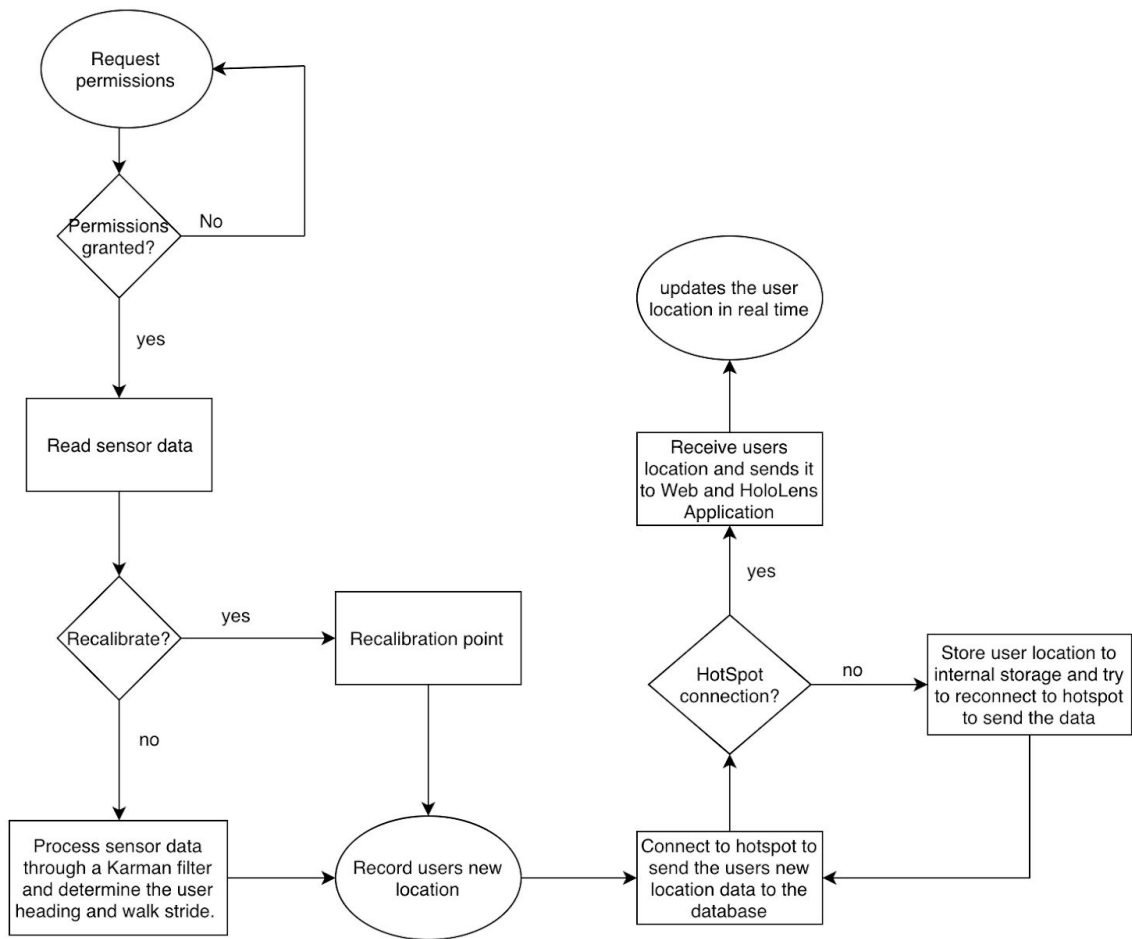 Request
permissions
Permissions
granted?
No
yes
Read sensor data
Recalibrate?
yes
Recalibration point
no
Process sensor data
through a Karman filter
and determine the user
heading and walk stride.
Record users new
location
Connect to hotspot to
send the users new
location data to the
database
HotSpot
connection?
no
Store user location to
internal storage and try
to reconnect to hotspot
to send the data
yes
Receive users
location and sends it
to Web and HoloLens
Application
updates the user
location in real time